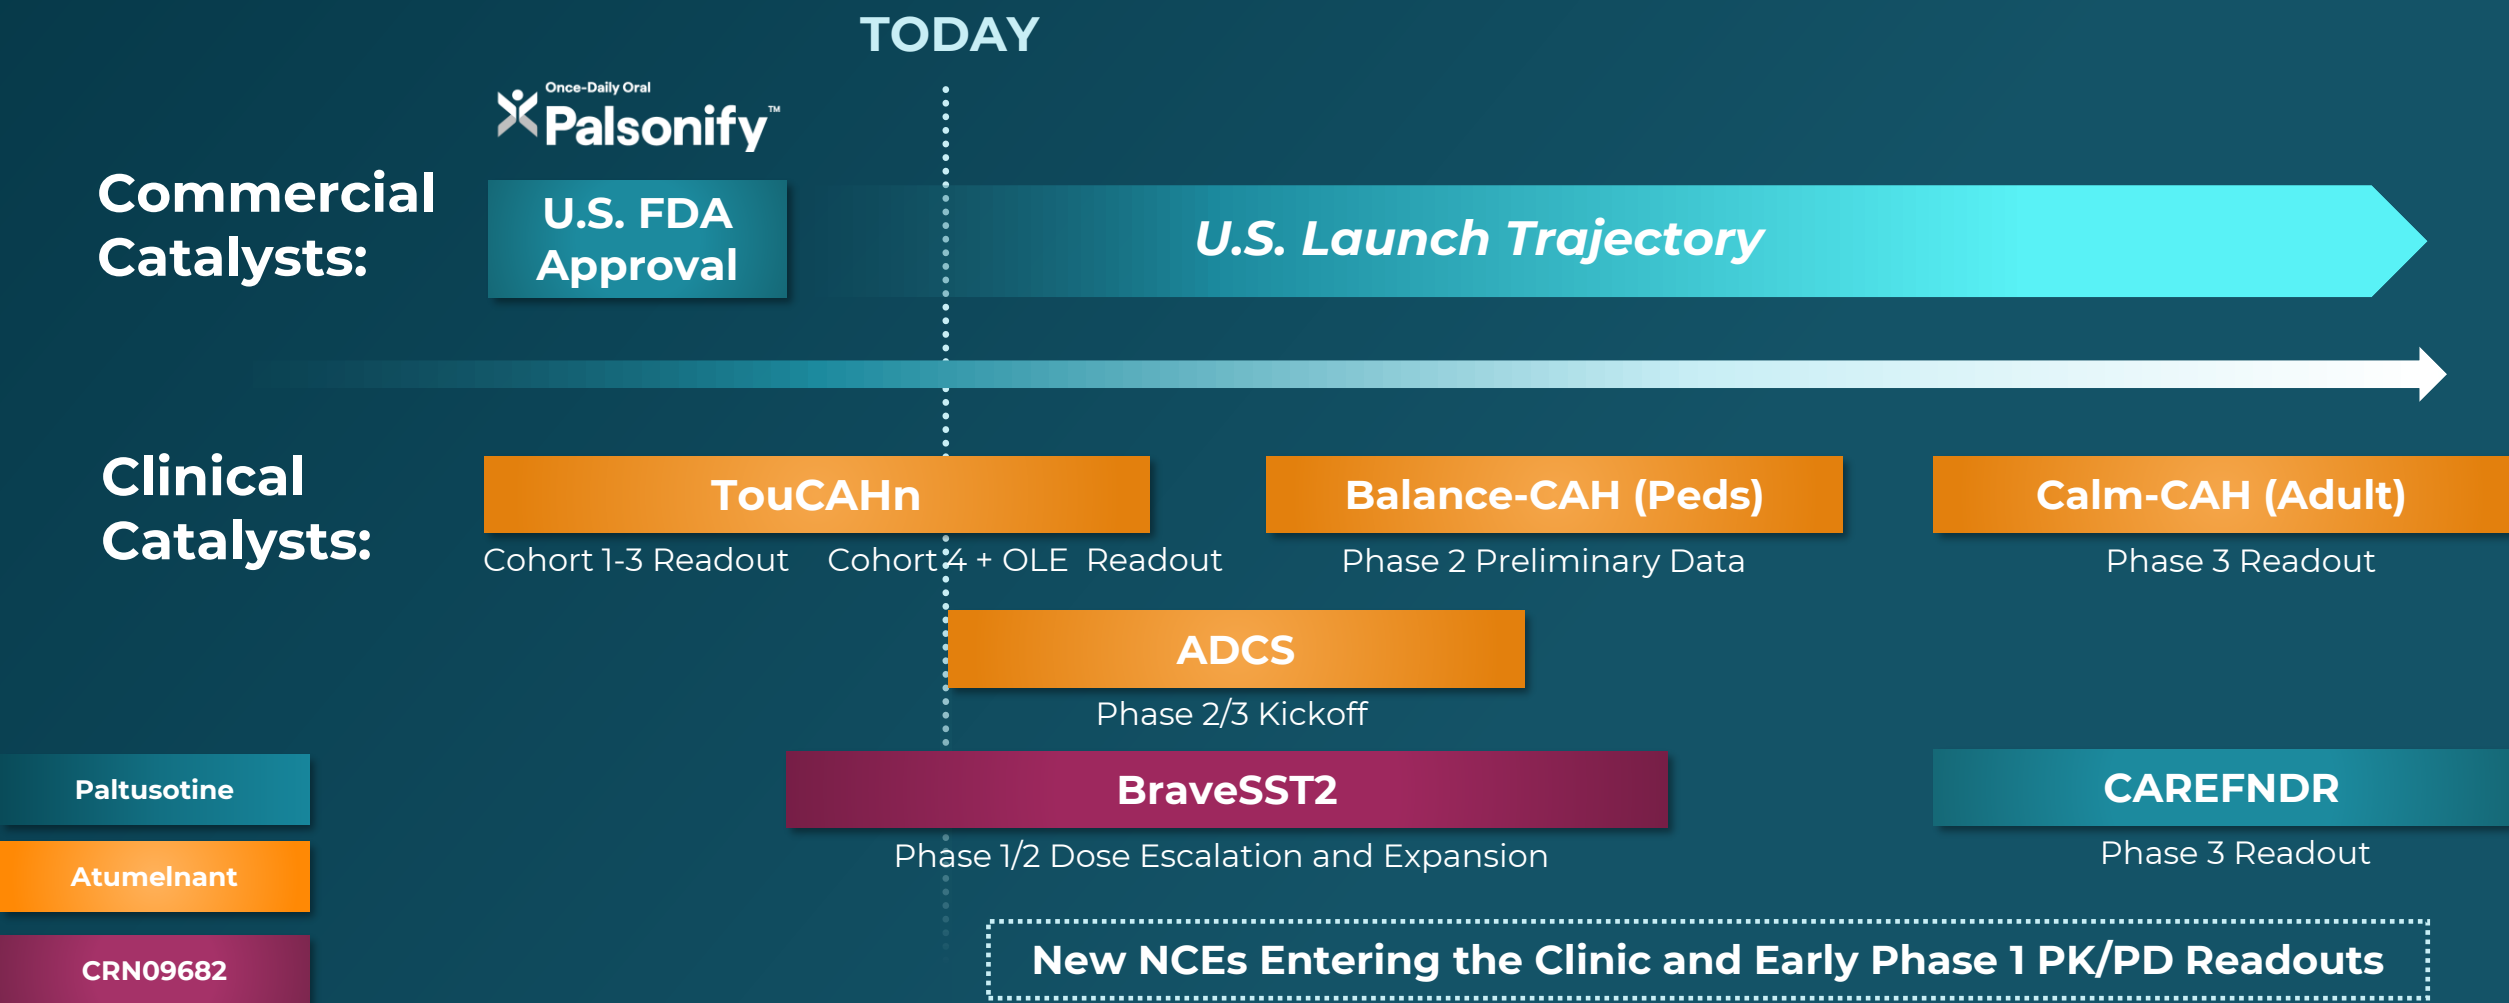 TODAY
Once-Daily Oral
Palsonify™
Commercial
Catalysts:
U.S. FDA
Approval
U.S. Launch Trajectory
Clinical
Catalysts:
TouCAHn
Balance-CAH (Peds)
Calm-CAH (Adult)
Cohort 1-3 Readout
Cohort 4 + OLE Readout
Phase 2 Preliminary Data
Phase 3 Readout
ADCS
Phase 2/3 Kickoff
BraveSST2
CAREFNDR
Phase 1/2 Dose Escalation and Expansion
Phase 3 Readout
Paltusotine
Atumelnant
CRN09682
New NCEs Entering the Clinic and Early Phase 1 PK/PD Readouts